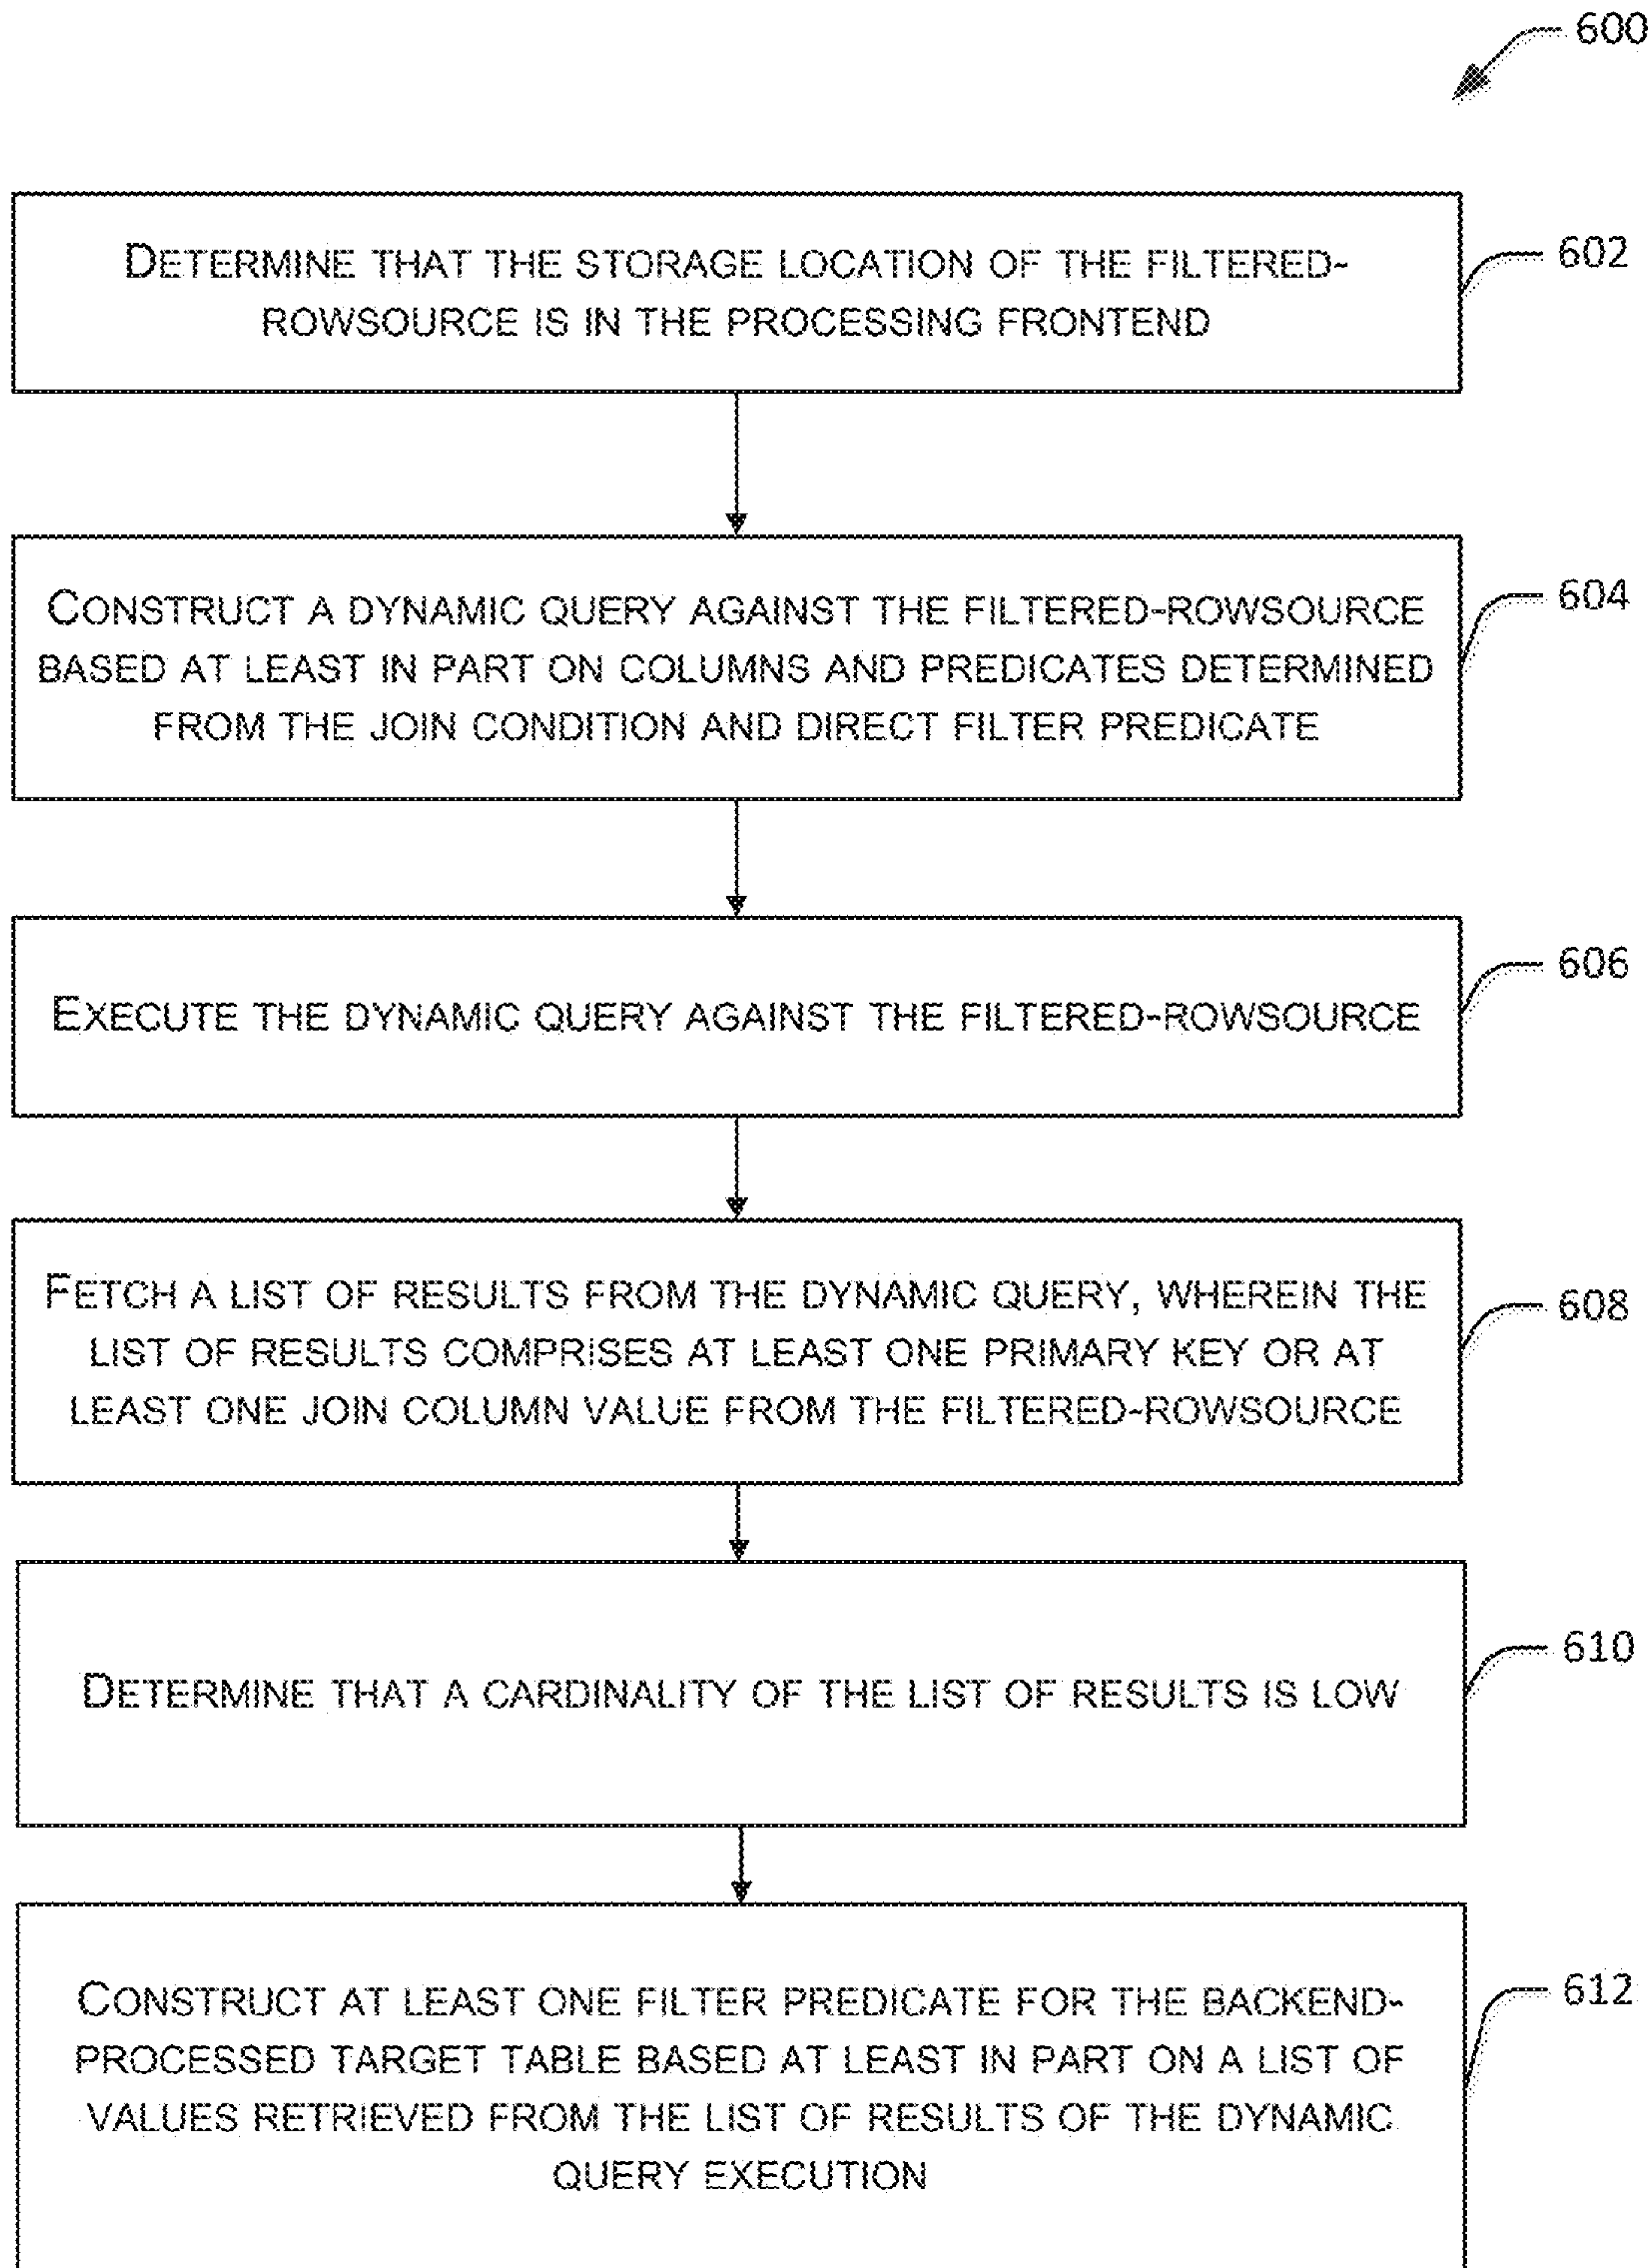 600
DETERMINE THAT THE STORAGE LOCATION OF THE FILTERED-
ROWSOURCE IS IN THE PROCESSING FRONTEND
602
CONSTRUCT A DYNAMIC QUERY AGAINST THE FILTERED-ROWSOURCE
BASED AT LEAST IN PART ON COLUMNS AND PREDICATES DETERMINED
FROM THE JOIN CONDITION AND DIRECT FILTER PREDICATE
604
EXECUTE THE DYNAMIC QUERY AGAINST THE FILTERED-ROWSOURCE
606
FETCH A LIST OF RESULTS FROM THE DYNAMIC QUERY, WHEREIN THE
LIST OF RESULTS COMPRISES AT LEAST ONE PRIMARY KEY OR AT
LEAST ONE JOIN COLUMN VALUE FROM THE FILTERED-ROWSOURCE
608
DETERMINE THAT A CARDINALITY OF THE LIST OF RESULTS IS LOW
610
CONSTRUCT AT LEAST ONE FILTER PREDICATE FOR THE BACKEND-
PROCESSED TARGET TABLE BASED AT LEAST IN PART ON A LIST OF
VALUES RETRIEVED FROM THE LIST OF RESULTS OF THE DYNAMIC
QUERY EXECUTION
612